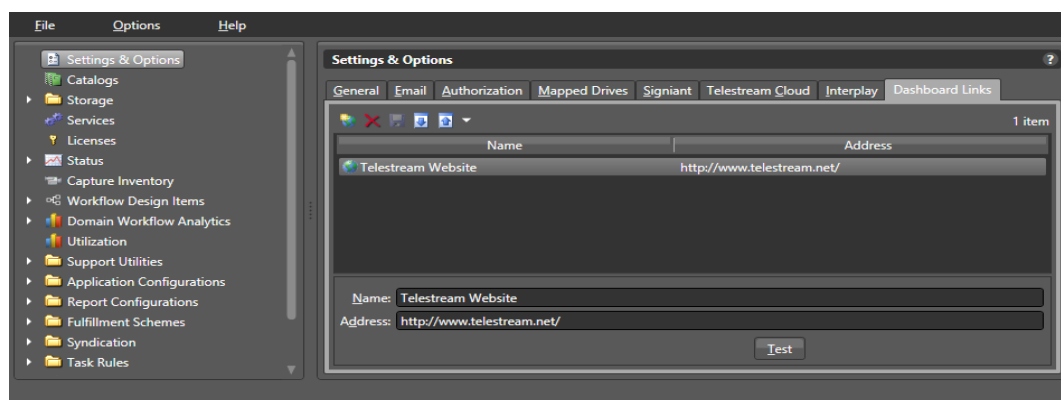 File Options Help
Settings & Options
Catalogs
Storage
Services
Licenses
Status
Capture Inventory
Workflow Design Items
Domain Workflow Analytics
Utilization
Support Utilities
Application Configurations
Report Configurations
Fulfillment Schemes
Syndication
Task Rules
Settings & Options ?
General Email Authorization Mapped Drives Signiant Telestream Cloud Interplay Dashboard Links
1 item
Name Address
Telestream Website http://www.telestream.net/
Name: Telestream Website
Address: http://www.telestream.net/
Test